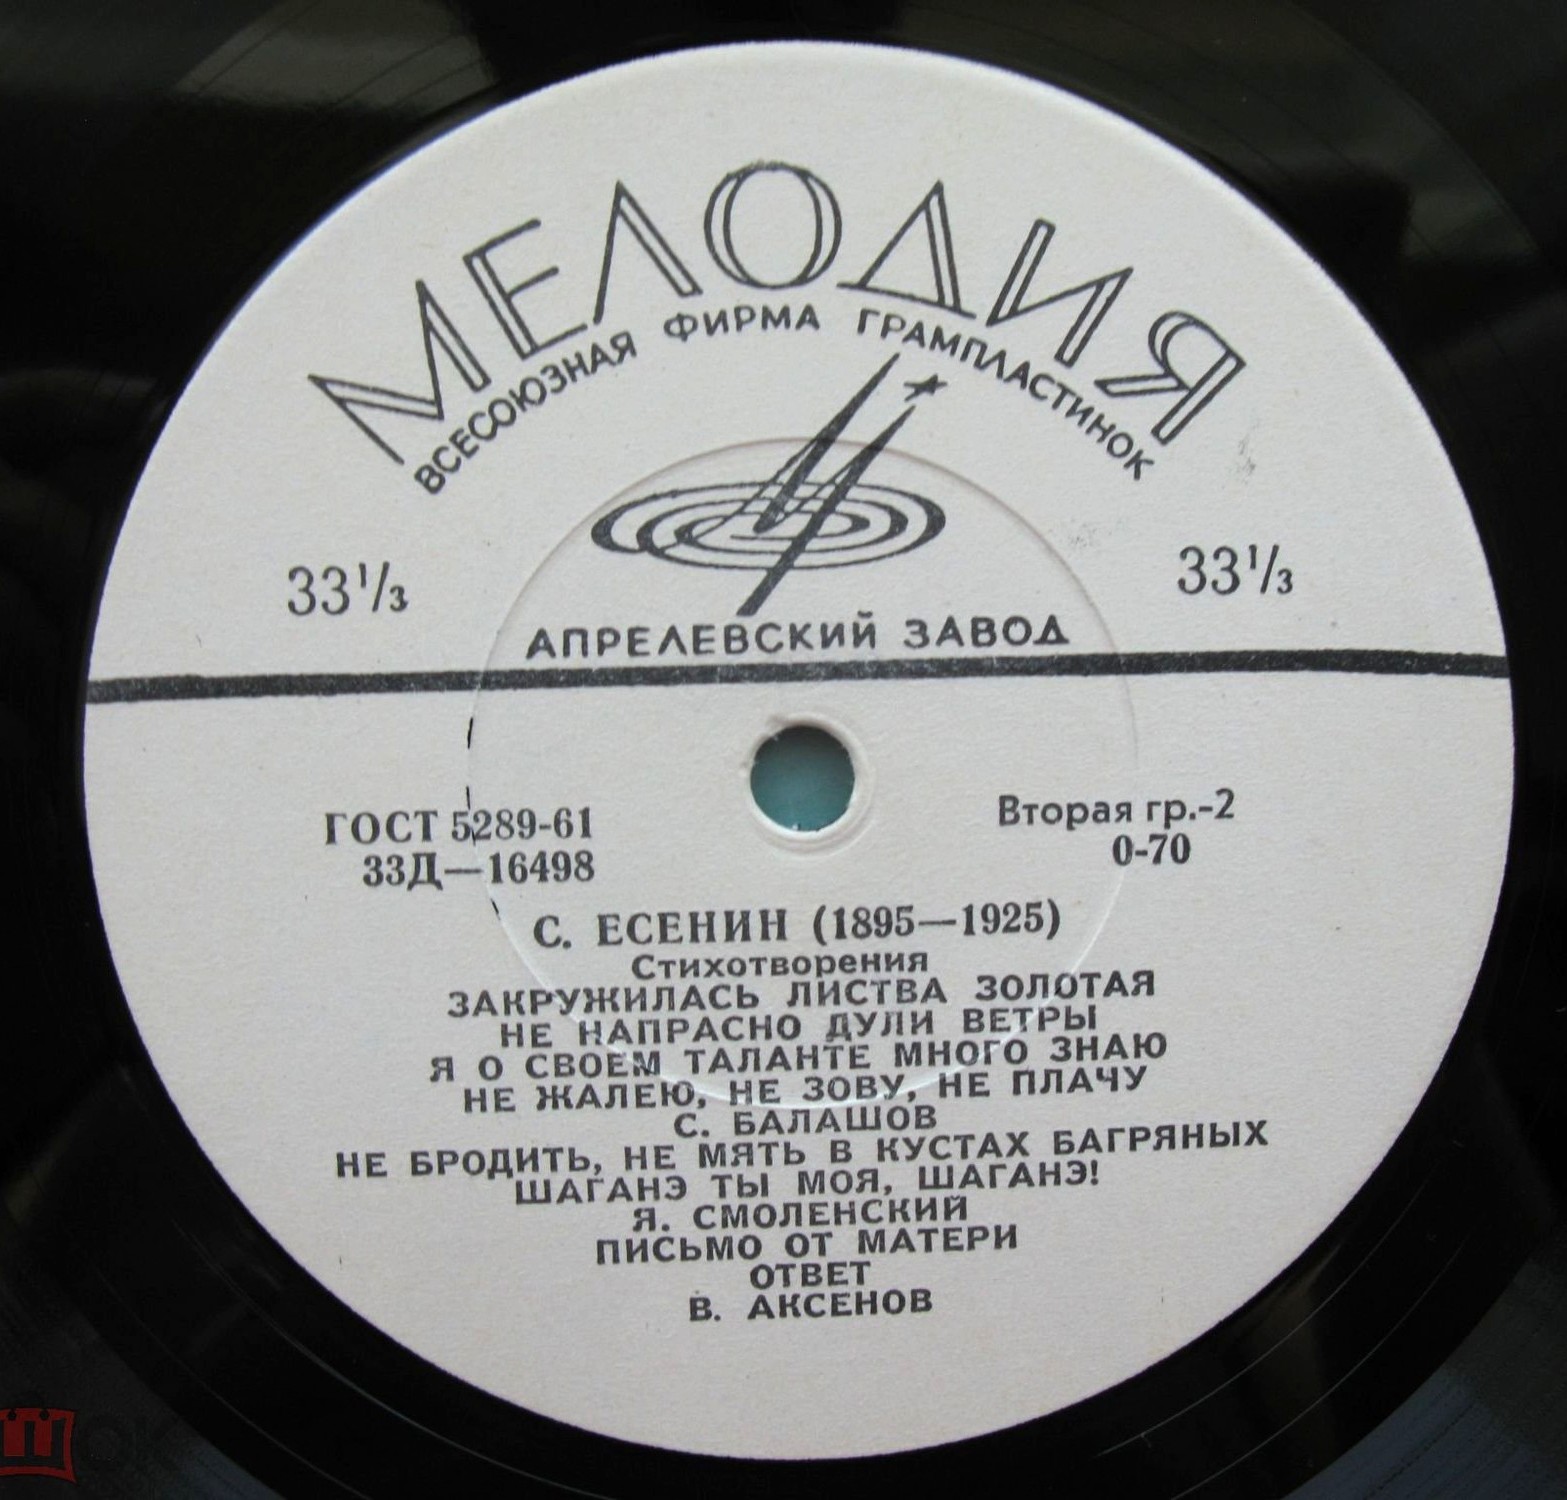 МЕЛОДИЯ
ВСЕСОЮЗНАЯ ФИРМА ГРАМПЛАСТИНОК
33⅓ 33⅓
АПРЕЛЕВСКИЙ ЗАВОД
ГОСТ 5289-61
33Д—16498
Вторая гр.-2
0-70
С. ЕСЕНИН (1895—1925)
Стихотворения
ЗАКРУЖИЛАСЬ ЛИСТВА ЗОЛОТАЯ
НЕ НАПРАСНО ДУЛИ ВЕТРЫ
Я О СВОЕМ ТАЛАНТЕ МНОГО ЗНАЮ
НЕ ЖАЛЕЮ, НЕ ЗОВУ, НЕ ПЛАЧУ
С. БАЛАШОВ
НЕ БРОДИТЬ, НЕ МЯТЬ В КУСТАХ БАГРЯНЫХ
ШАГАНЭ ТЫ МОЯ, ШАГАНЭ!
Я. СМОЛЕНСКИЙ
ПИСЬМО ОТ МАТЕРИ
ОТВЕТ
В. АКСЕНОВ